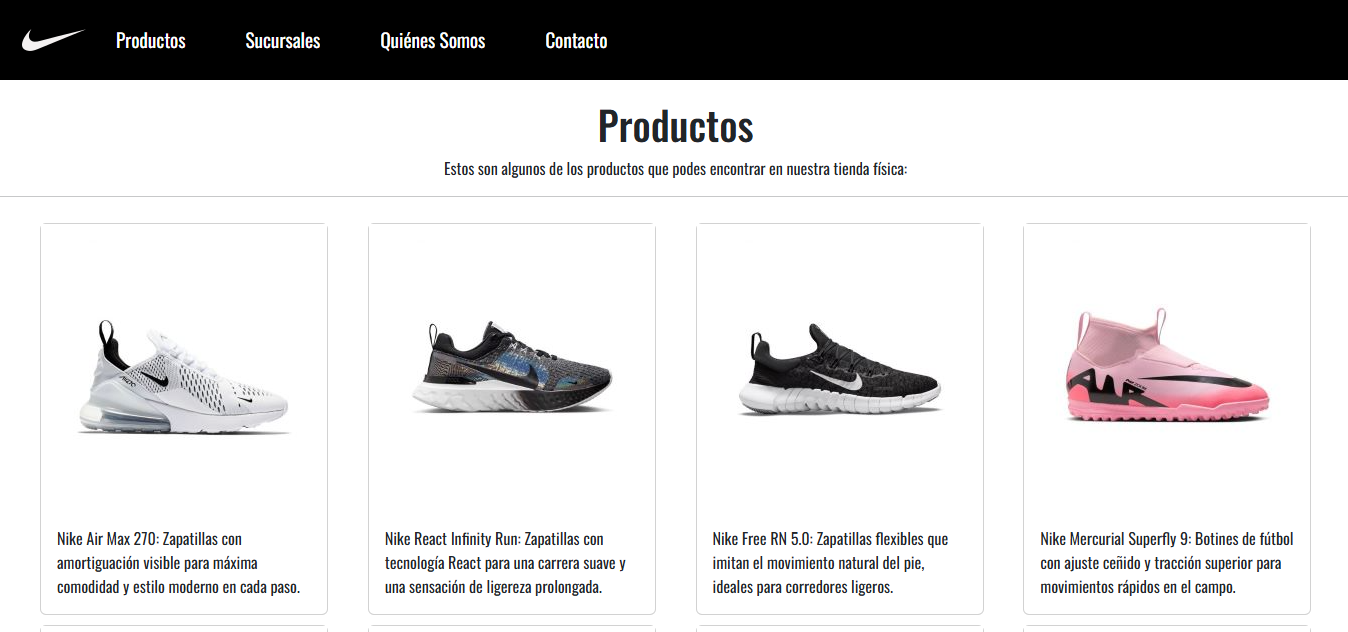 Productos
Sucursales
Quiénes Somos
Contacto
Productos
Estos son algunos de los productos que podes encontrar en nuestra tienda física:
Nike Air Max 270: Zapatillas con
amortiguación visible para máxima
comodidad y estilo moderno en cada paso.
Nike React Infinity Run: Zapatillas con
tecnología React para una carrera suave y
una sensación de ligereza prolongada.
Nike Free RN 5.0: Zapatillas flexibles que
imitan el movimiento natural del pie,
ideales para corredores ligeros.
Nike Mercurial Superfly 9: Botines de fútbol
con ajuste ceñido y tracción superior para
movimientos rápidos en el campo.